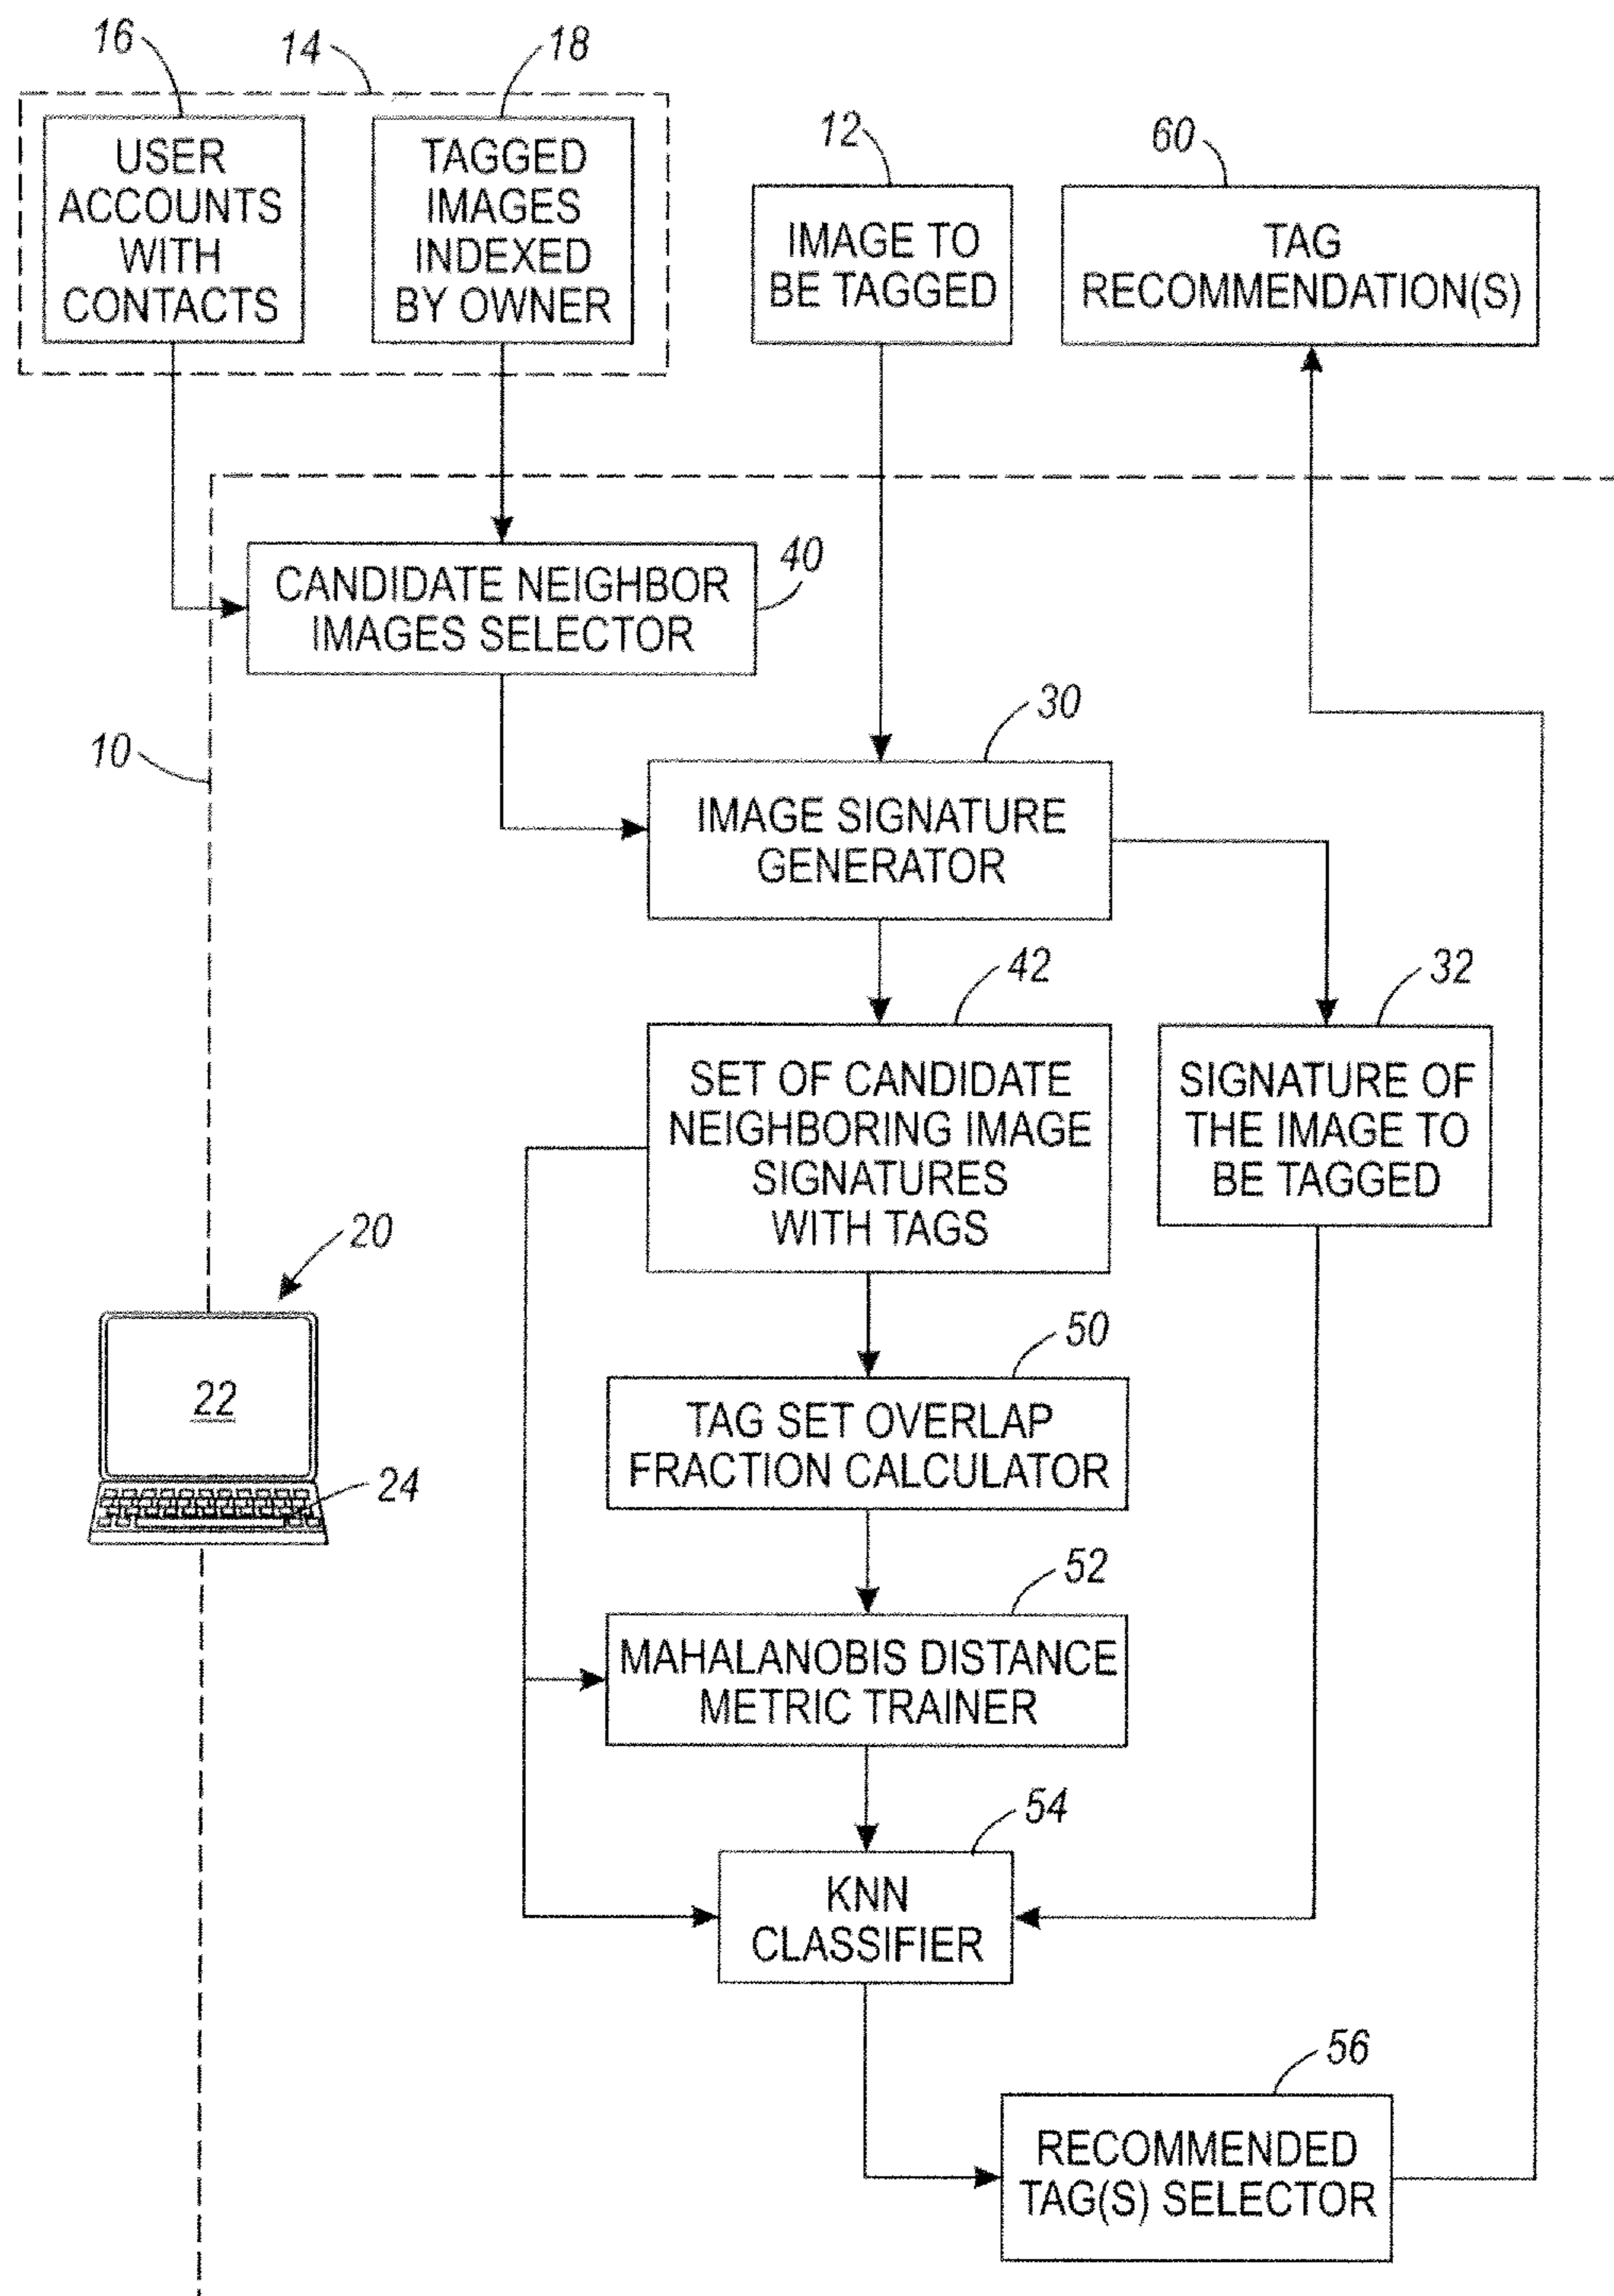 16
14
18
USER
ACCOUNTS
WITH
CONTACTS
TAGGED
IMAGES
INDEXED
BY OWNER
12
IMAGE TO
BE TAGGED
60
TAG
RECOMMENDATION(S)
40
CANDIDATE NEIGHBOR
IMAGES SELECTOR
10
30
IMAGE SIGNATURE
GENERATOR
42
SET OF CANDIDATE
NEIGHBORING IMAGE
SIGNATURES
WITH TAGS
32
SIGNATURE OF
THE IMAGE TO
BE TAGGED
20
22
24
50
TAG SET OVERLAP
FRACTION CALCULATOR
52
MAHALANOBIS DISTANCE
METRIC TRAINER
54
KNN
CLASSIFIER
56
RECOMMENDED
TAG(S) SELECTOR